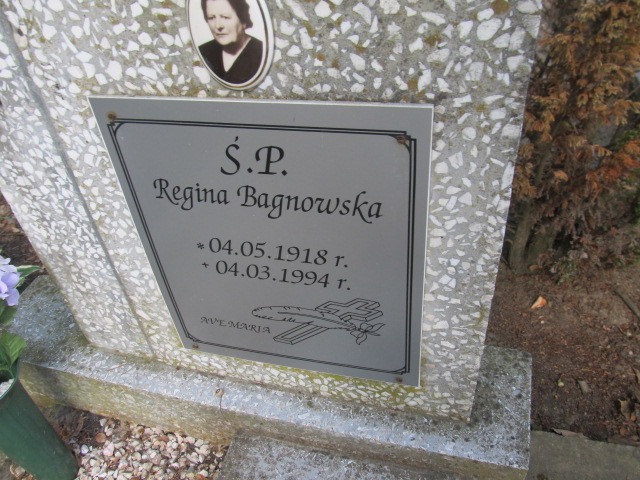 Ś.P.
Regina Bagnowska
* 04.05.1918 r.
+ 04.03.1994 r.
AVE MARIA